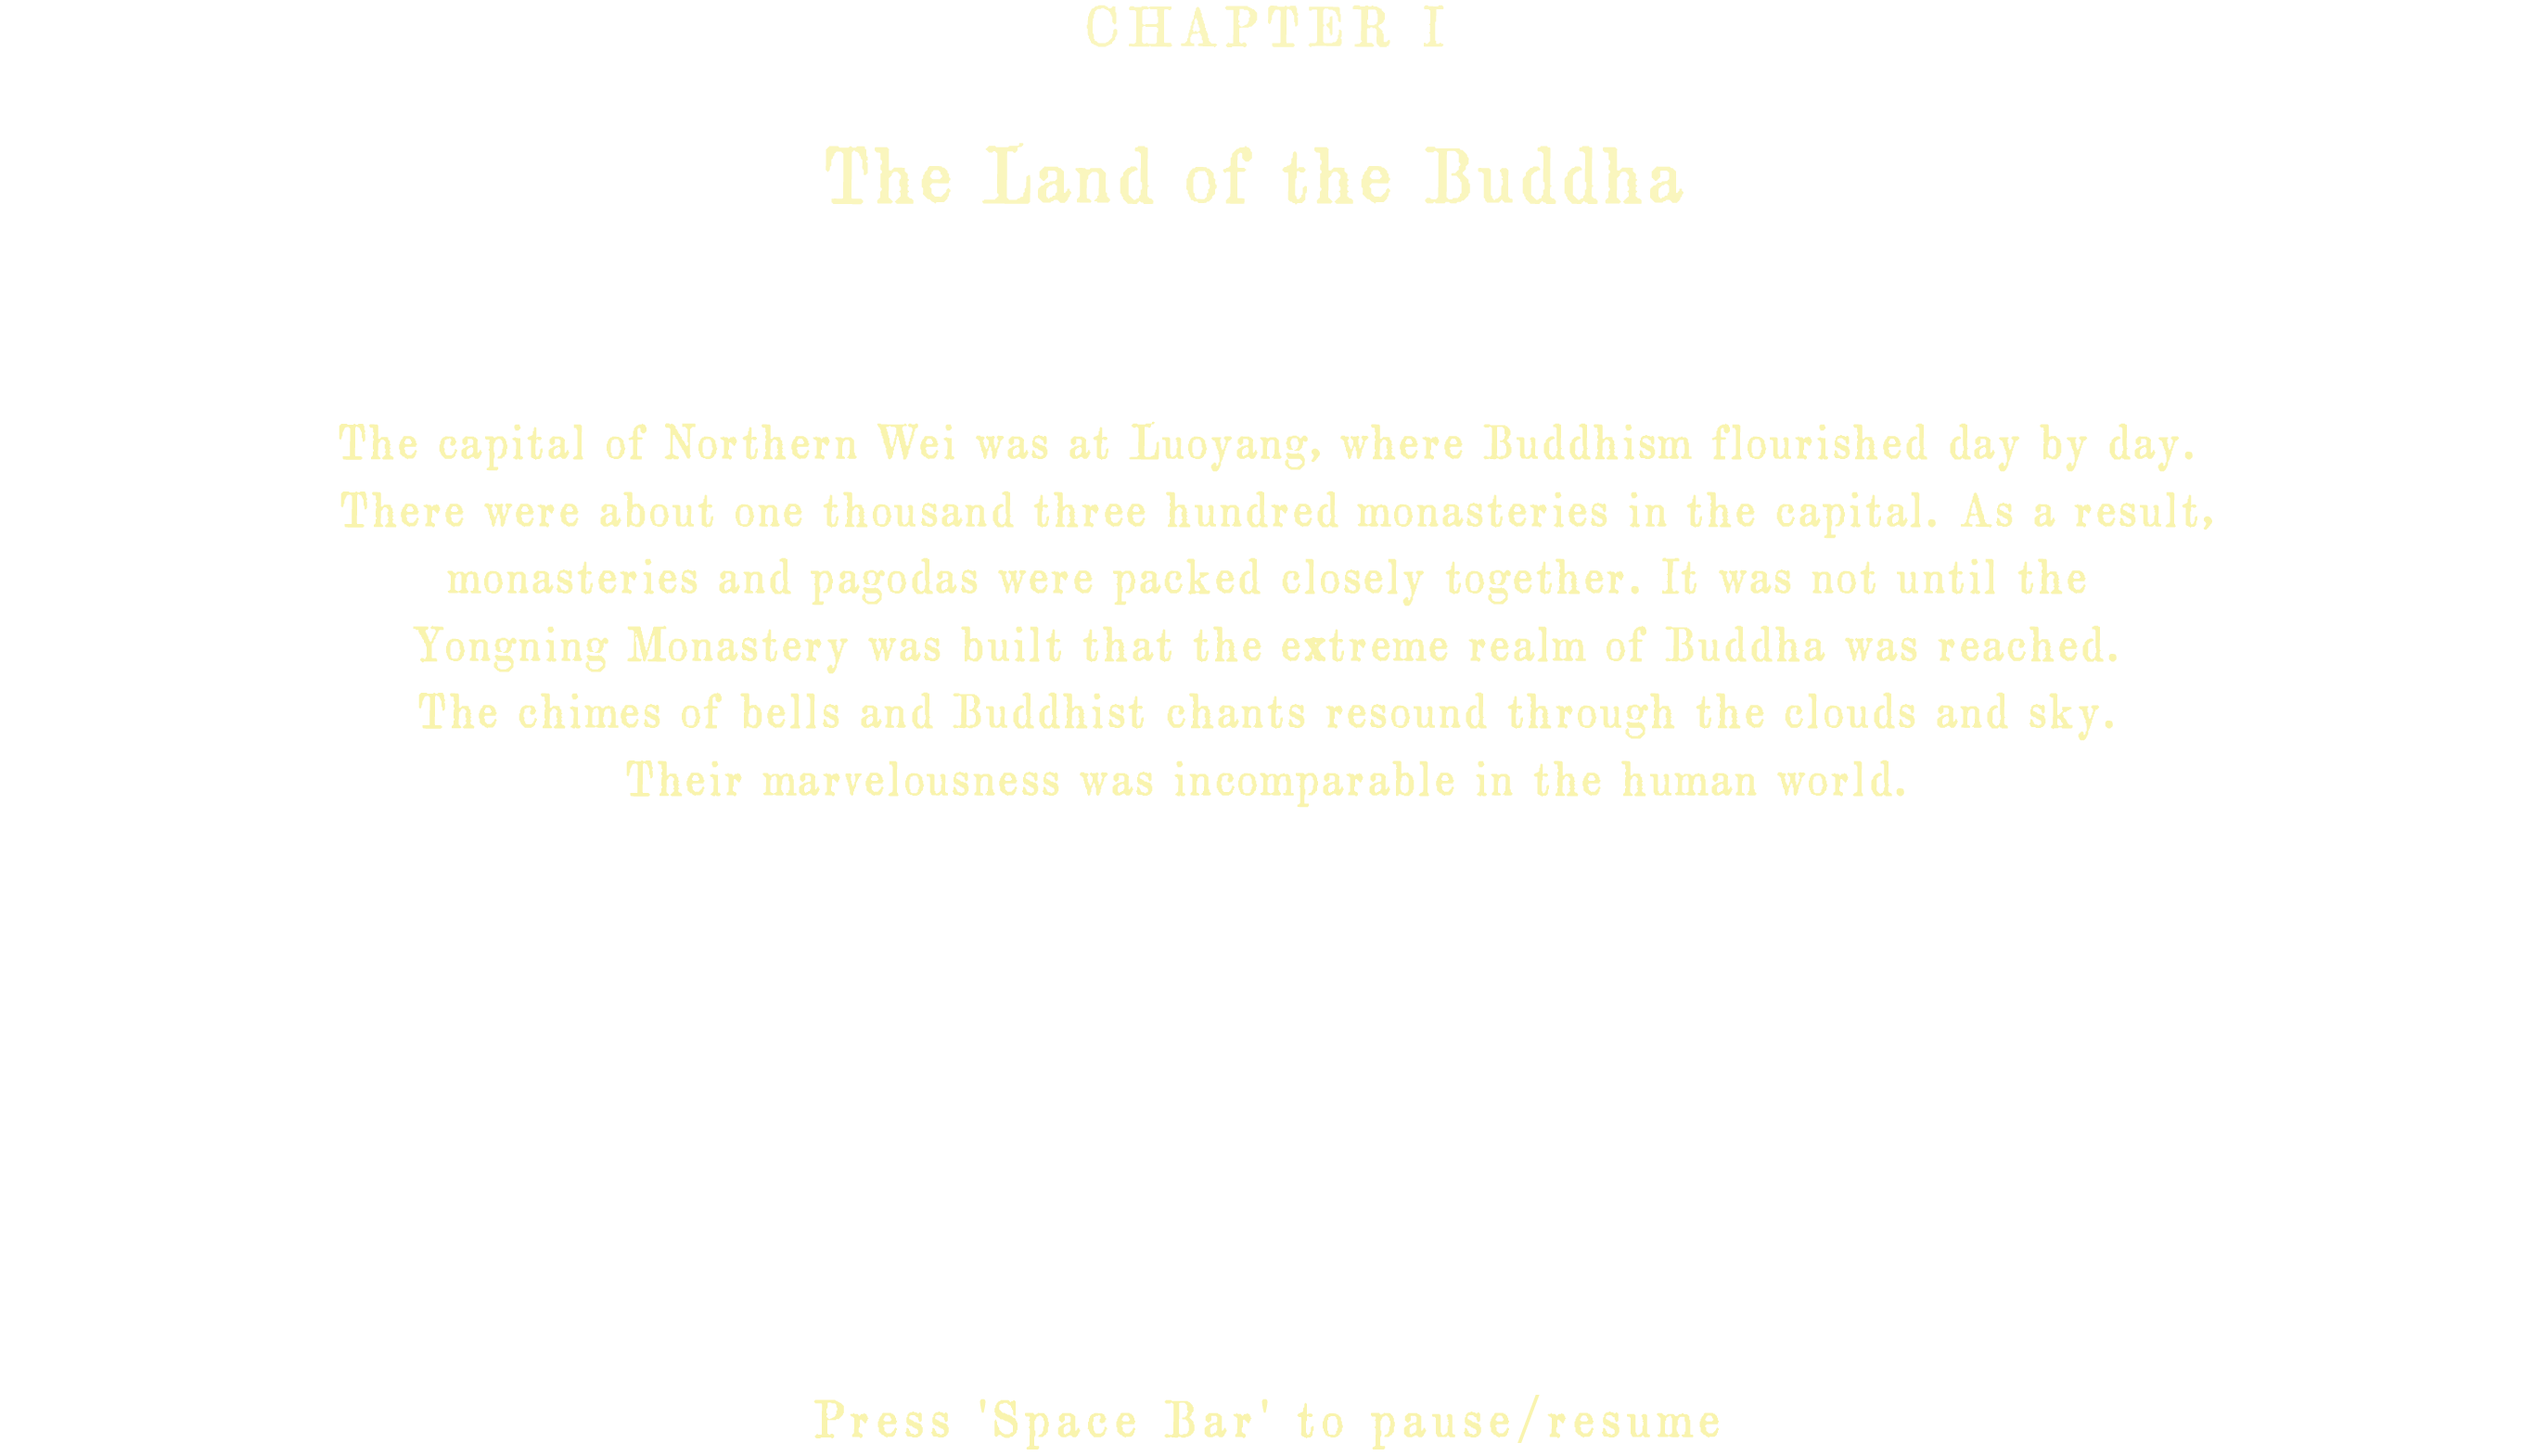 CHAPTER I
The Land of the Buddha
The capital of Northern Wei was at Luoyang, where Buddhism flourished day by day.
There were about one thousand three hundred monasteries in the capital. As a result,
monasteries and pagodas were packed closely together. It was not until the
Yongning Monastery was built that the extreme realm of Buddha was reached.
The chimes of bells and Buddhist chants resound through the clouds and sky.
Their marvelousness was incomparable in the human world.
Press 'Space Bar' to pause/resume